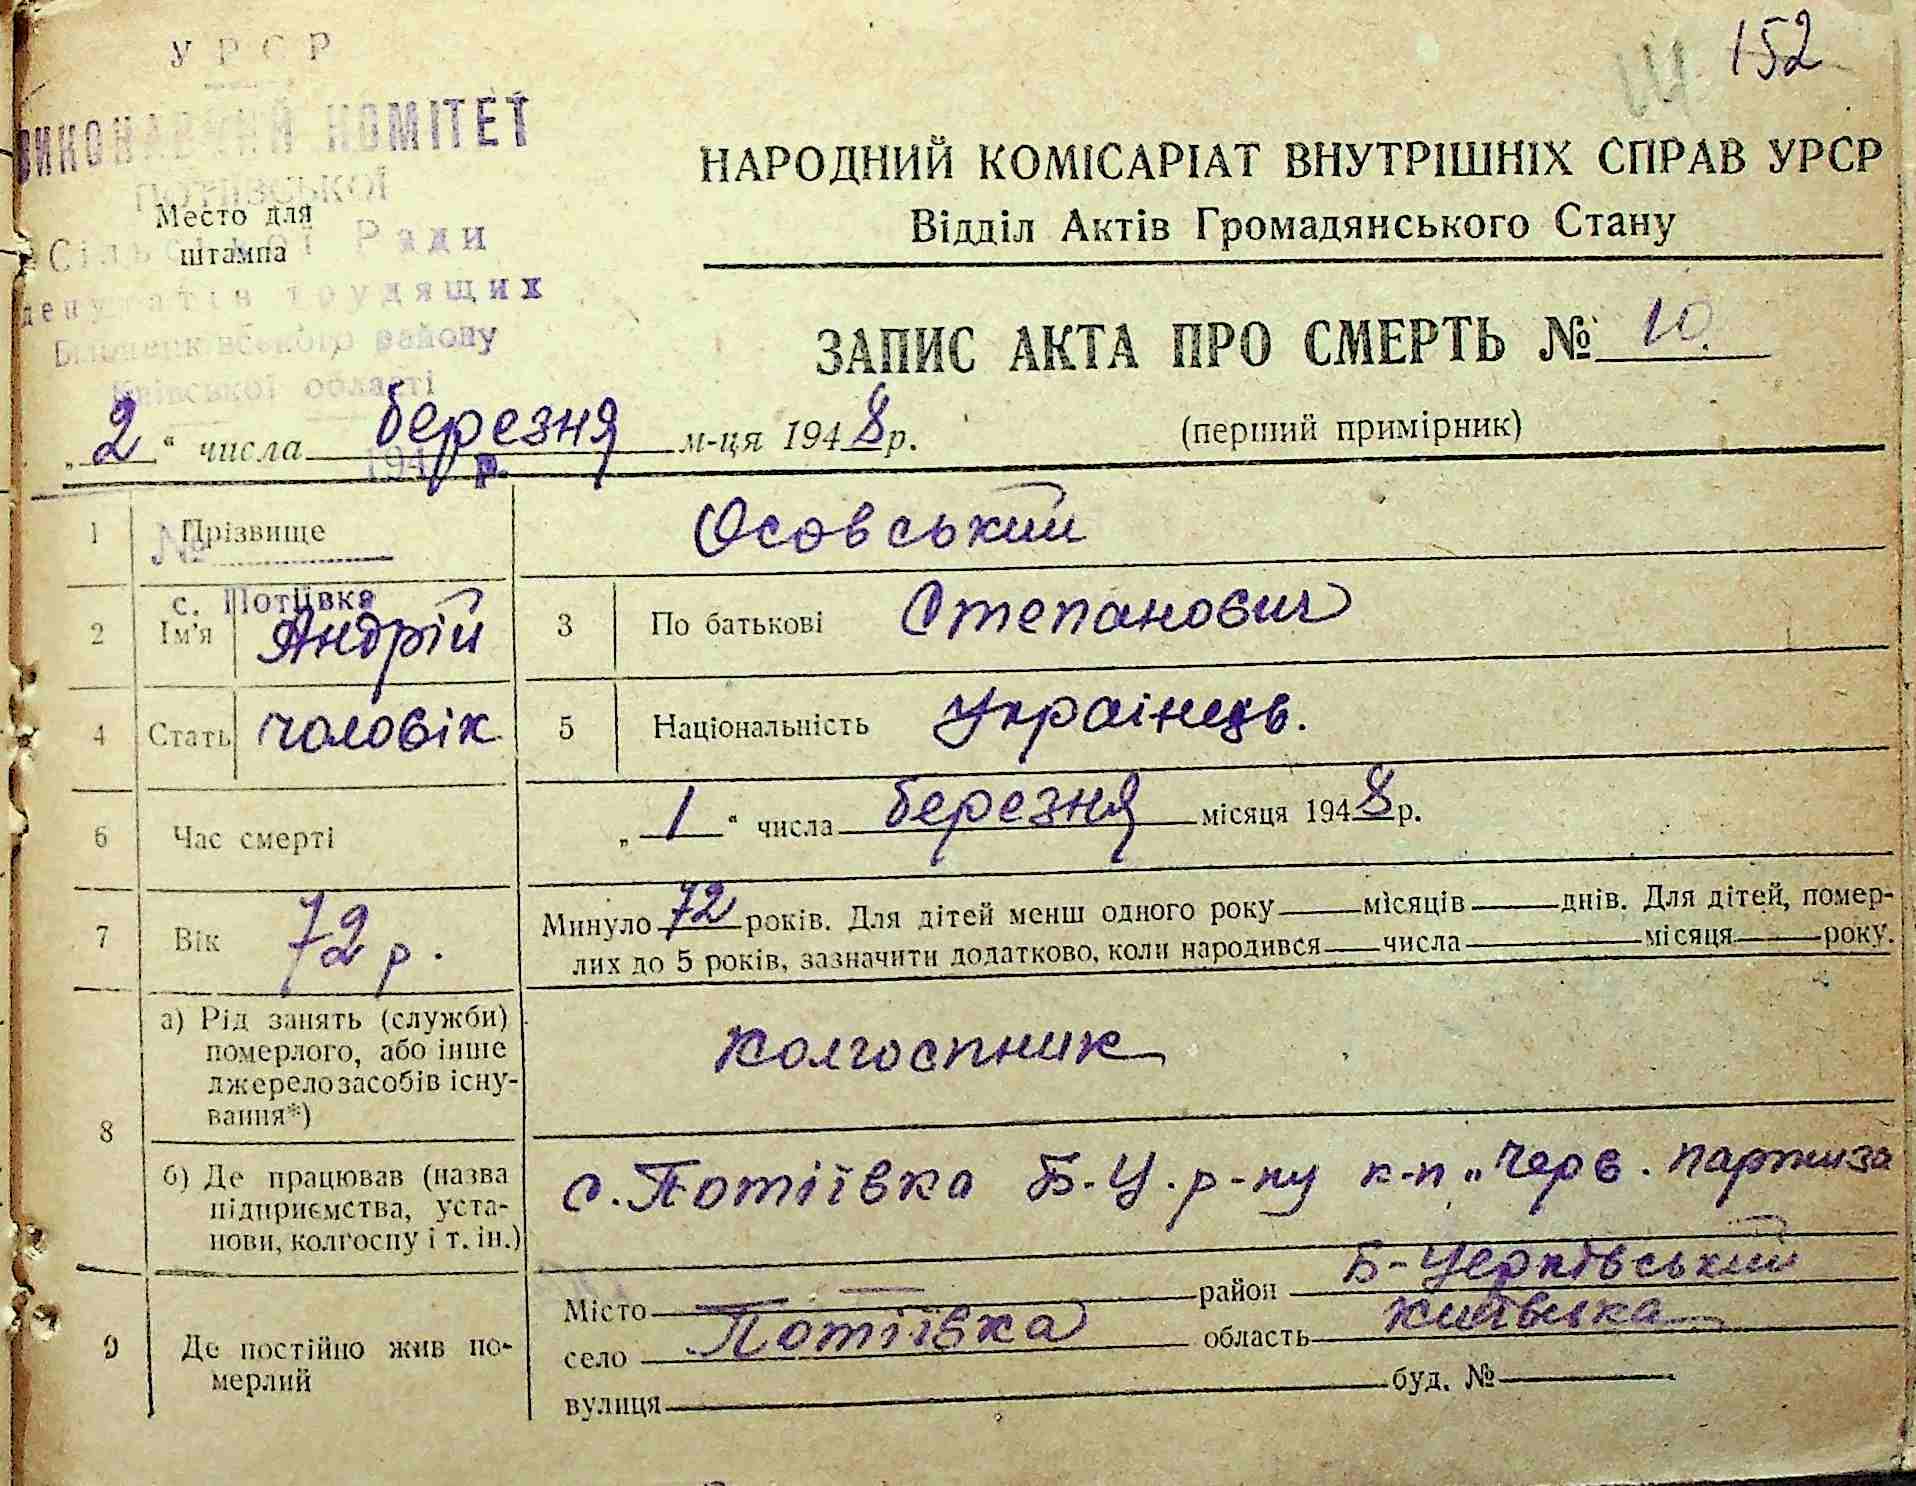 152
УРСР
ВИКОНАВЧИЙ КОМІТЕТ
Потіївської
Сільської Ради
депутатів трудящих
Білоцерківського району
Київської області
194 р.
№
с. Потіївка
Место для
штампа
НАРОДНИЙ КОМІСАРІАТ ВНУТРІШНІХ СПРАВ УРСР
Відділ Актів Громадянського Стану
ЗАПИС АКТА ПРО СМЕРТЬ № 10.
„2“ числа березня м-ця 1948 р.
(перший примірник)
1 Прізвище Осовський
2 Ім'я Андрій 3 По батькові Степанович
4 Стать чоловік 5 Національність Українець.
6 Час смерті „1“ числа березня місяця 1948 р.
7 Вік 72 р. Минуло 72 років. Для дітей менш одного року місяців днів. Для дітей, помер-
лих до 5 років, зазначити додатково, коли народився числа місяця року.
8 а) Рід занять (служби)
померлого, або інше
джерело засобів існу-
вання*)
Колгоспник
б) Де працював (назва
підприємства, уста-
нови, колгоспу і т. ін.)
с. Потіївка Б-Ц. р-ну к-п „Черв. партиза
9 Де постійно жив по-
мерлий
Місто район Б-Церківський
село Потіївка область Київська
вулиця буд. №